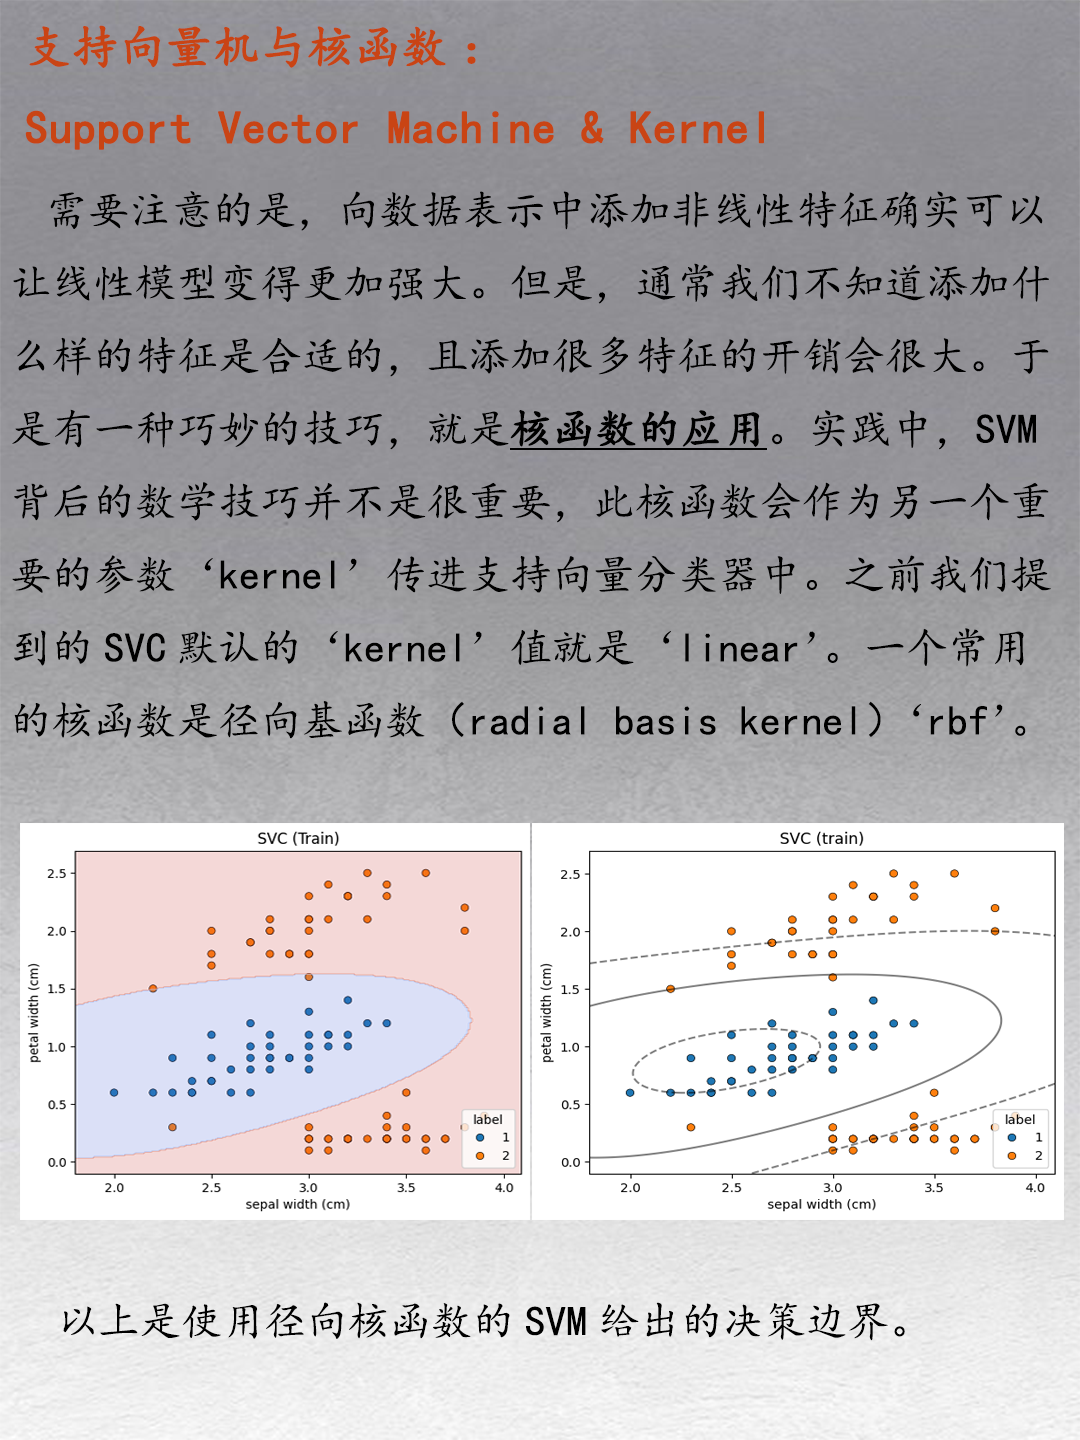 支持向量机与核函数：
Support Vector Machine & Kernel
需要注意的是，向数据表示中添加非线性特征确实可以
让线性模型变得更加强大。但是，通常我们不知道添加什
么样的特征是合适的，且添加很多特征的开销会很大。于
是有一种巧妙的技巧，就是核函数的应用。实践中，SVM
背后的数学技巧并不是很重要，此核函数会作为另一个重
要的参数‘kernel’传进支持向量分类器中。之前我们提
到的 SVC 默认的‘kernel’值就是‘linear’。一个常用
的核函数是径向基函数（radial basis kernel）‘rbf’。
SVC (Train)
petal width (cm)
2.5
2.0
1.5
1.0
0.5
0.0
label
1
2
2.0 2.5 3.0 3.5 4.0
sepal width (cm)
SVC (train)
petal width (cm)
2.5
2.0
1.5
1.0
0.5
0.0
label
1
2
2.0 2.5 3.0 3.5 4.0
sepal width (cm)
以上是使用径向核函数的 SVM 给出的决策边界。